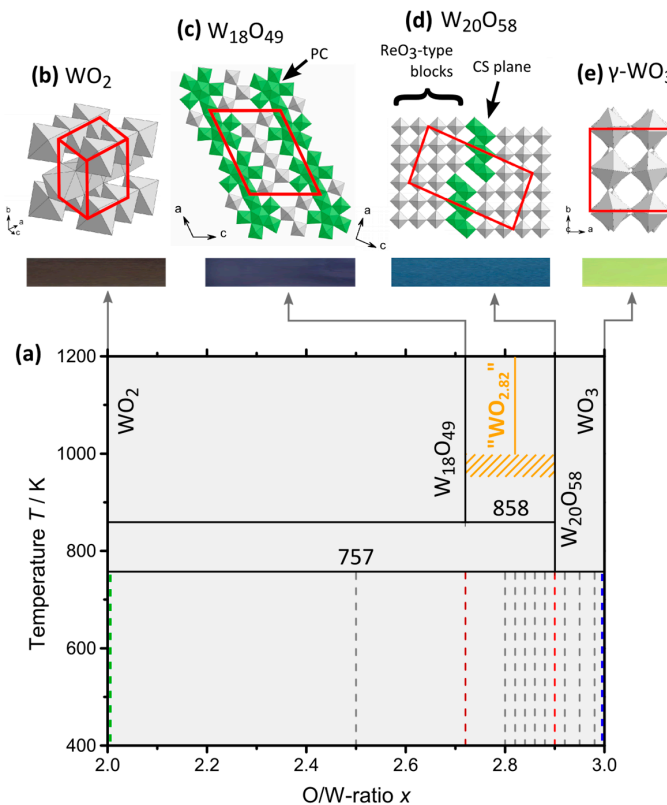 (b) WO₂
(c) W₁₈O₄₉
PC
(d) W₂₀O₅₈
ReO₃-type
blocks
CS plane
(e) γ-WO₃
b
a
c
a
c
a
c
b
c
a
(a)
1200
1000
800
600
400
Temperature T / K
WO₂
W₁₈O₄₉
"WO₂.₈₂"
858
W₂₀O₅₈
WO₃
757
2.0
2.2
2.4
2.6
2.8
3.0
O/W-ratio x